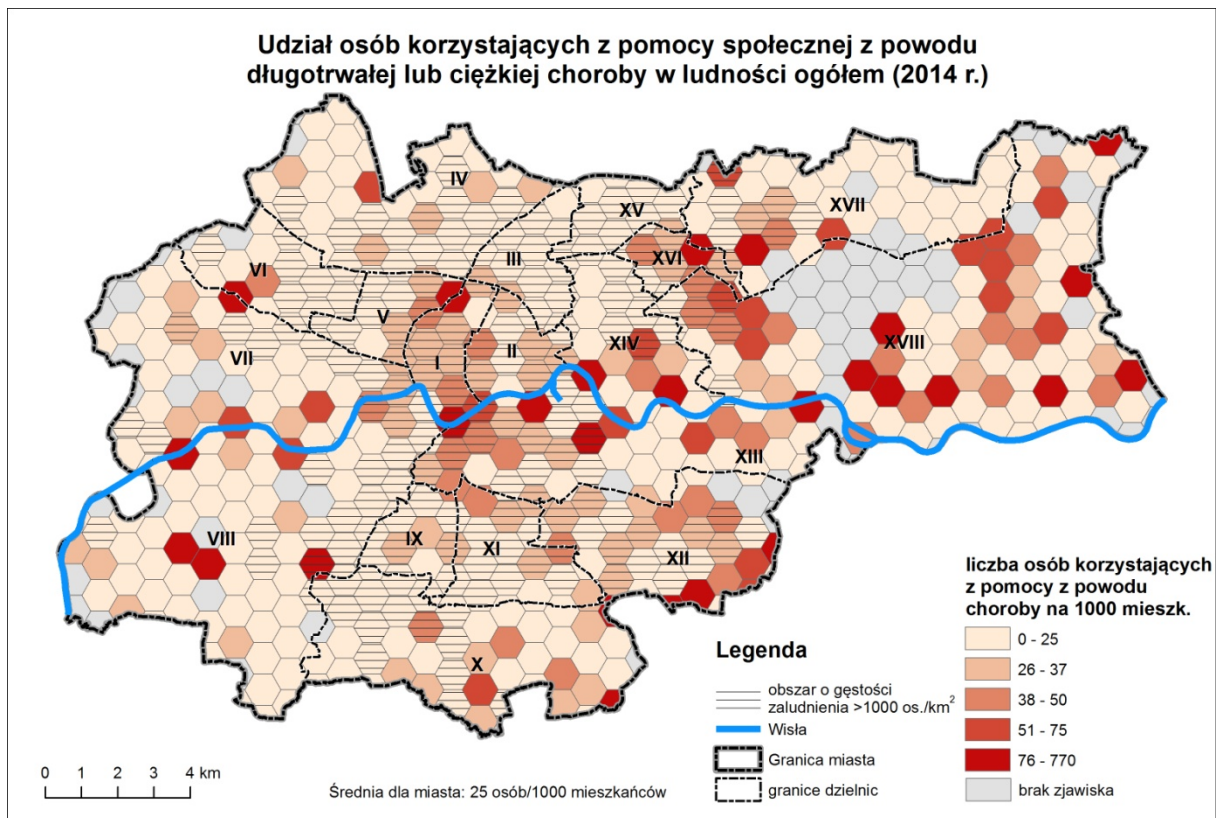 Udział osób korzystających z pomocy społecznej z powodu
długotrwałej lub ciężkiej choroby w ludności ogółem (2014 r.)
IV
XV
XVII
III
XVI
VI
V
VII
I
II
XIV
XVIII
XIII
VIII
IX
XI
XII
X
Legenda
obszar o gęstości
zaludnienia >1000 os./km²
Wisła
Granica miasta
granice dzielnic
liczba osób korzystających
z pomocy z powodu
choroby na 1000 mieszk.
0 - 25
26 - 37
38 - 50
51 - 75
76 - 770
brak zjawiska
0 1 2 3 4 km
Średnia dla miasta: 25 osób/1000 mieszkańców